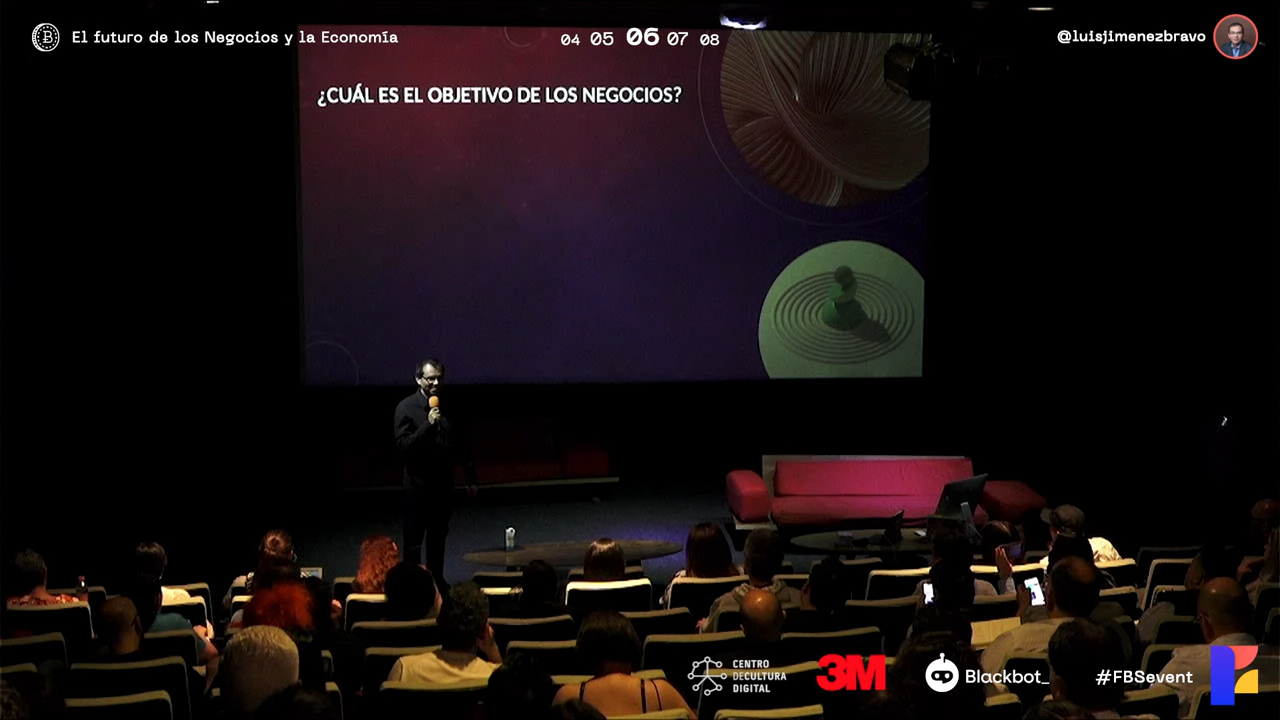 El futuro de los Negocios y la Economía
04 05 06 07 08
@luisjimenezbravo
¿CUÁL ES EL OBJETIVO DE LOS NEGOCIOS?
CENTRO
DECULTURA
DIGITAL
3M
Blackbot_
#FBSevent